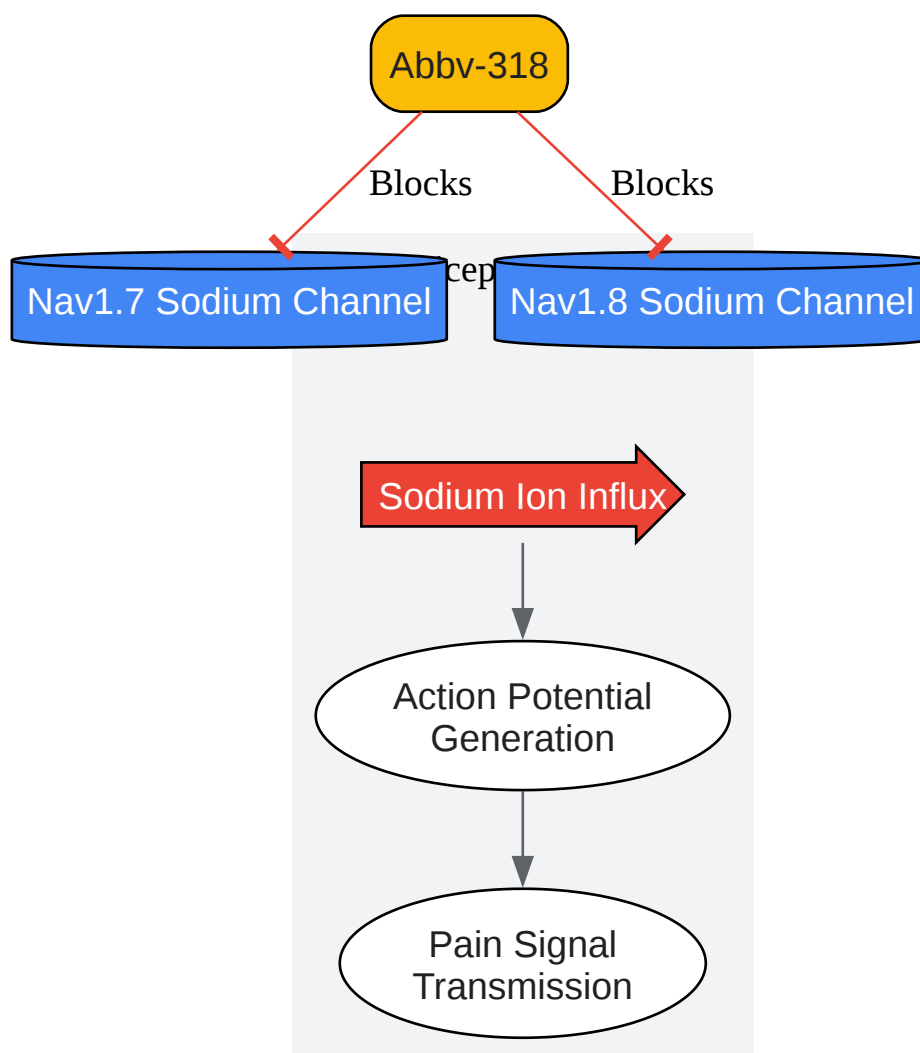 Abbv-318
Blocks
Blocks
Nav1.7 Sodium Channel
Nav1.8 Sodium Channel
Sodium Ion Influx
Action Potential
Generation
Pain Signal
Transmission